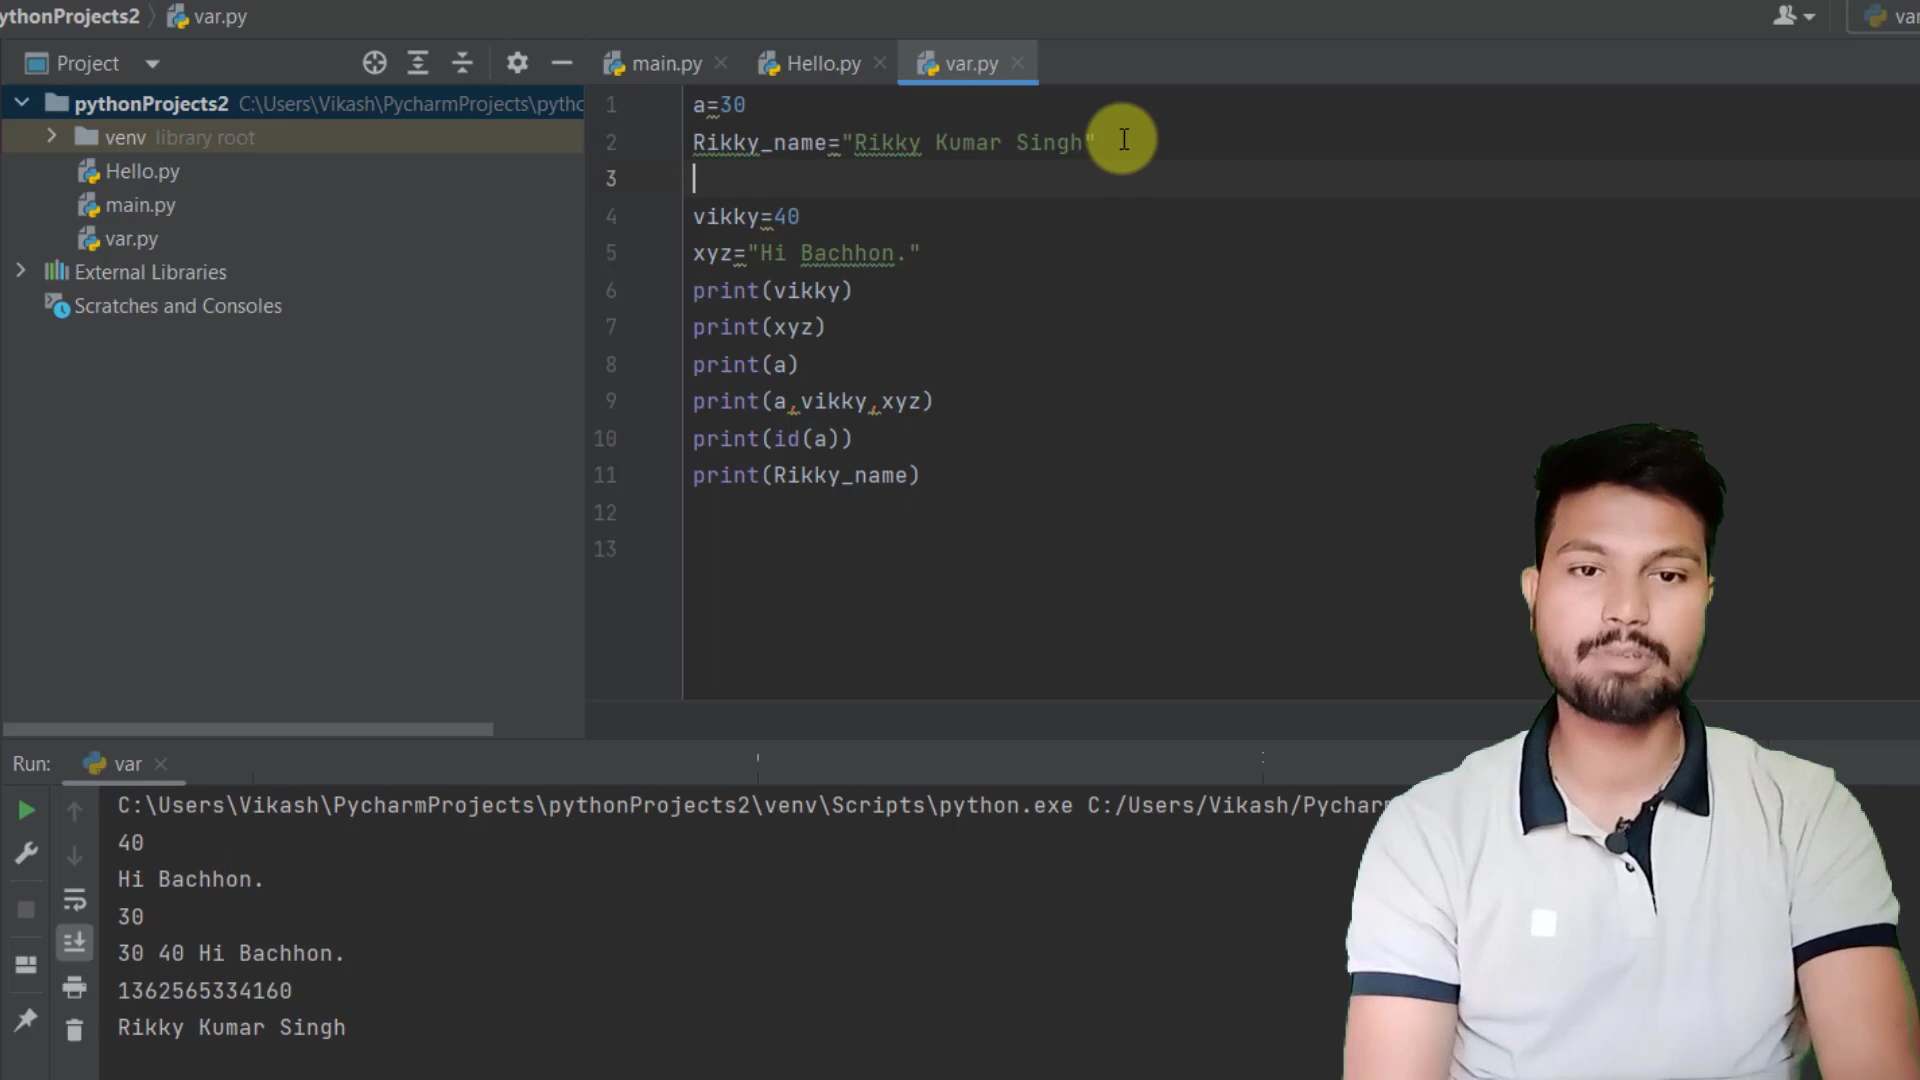 ythonProjects2 var.py
Project
main.py Hello.py var.py
pythonProjects2 C:\Users\Vikash\PycharmProjects\pythc
venv library root
Hello.py
main.py
var.py
External Libraries
Scratches and Consoles
1 a=30
2 Rikky_name="Rikky Kumar Singh"
3
4 vikky=40
5 xyz="Hi Bachhon."
6 print(vikky)
7 print(xyz)
8 print(a)
9 print(a,vikky,xyz)
10 print(id(a))
11 print(Rikky_name)
12
13
Run: var
C:\Users\Vikash\PycharmProjects\pythonProjects2\venv\Scripts\python.exe C:/Users/Vikash/Pychar
40
Hi Bachhon.
30
30 40 Hi Bachhon.
1362565334160
Rikky Kumar Singh